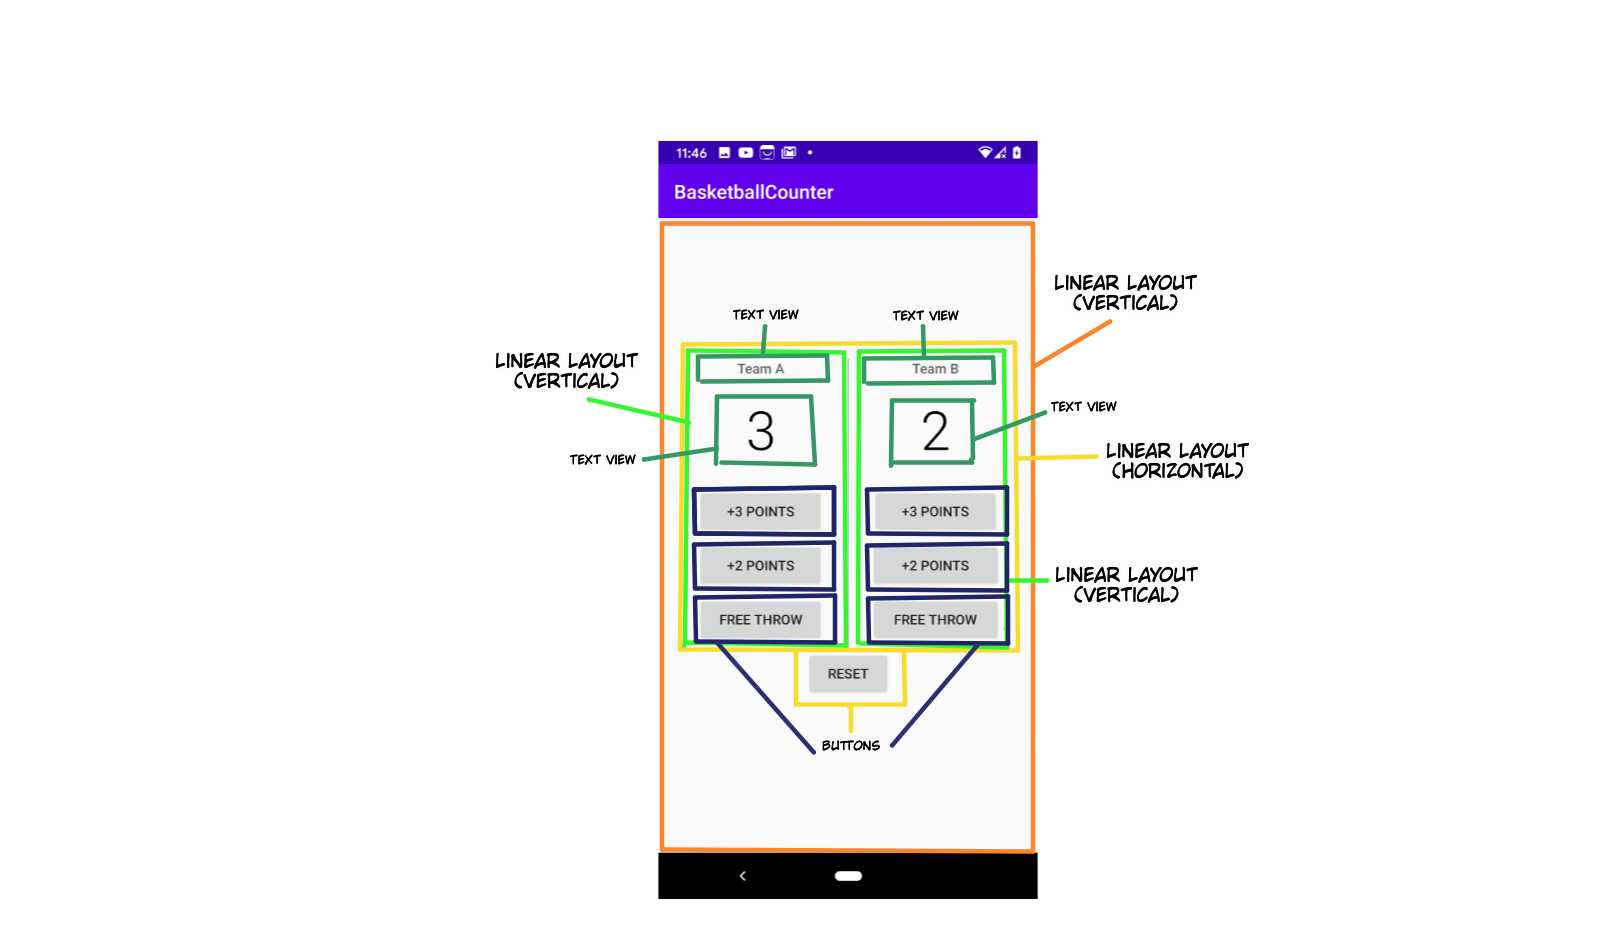 11:46
BasketballCounter
LINEAR LAYOUT
(VERTICAL)
TEXT VIEW
TEXT VIEW
LINEAR LAYOUT
(VERTICAL)
Team A
Team B
TEXT VIEW
3
2
TEXT VIEW
LINEAR LAYOUT
(HORIZONTAL)
+3 POINTS
+3 POINTS
+2 POINTS
+2 POINTS
LINEAR LAYOUT
(VERTICAL)
FREE THROW
FREE THROW
RESET
BUTTONS